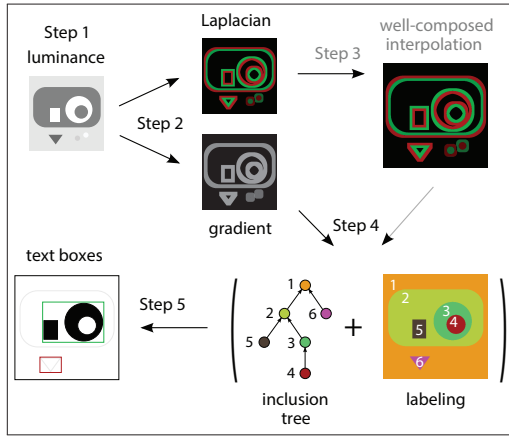 Step 1
luminance
Laplacian
Step 3
well-composed
interpolation
Step 2
gradient
Step 4
text boxes
Step 5
1
2
6
5
3
4
inclusion
tree
+
1
2
3
4
5
6
labeling